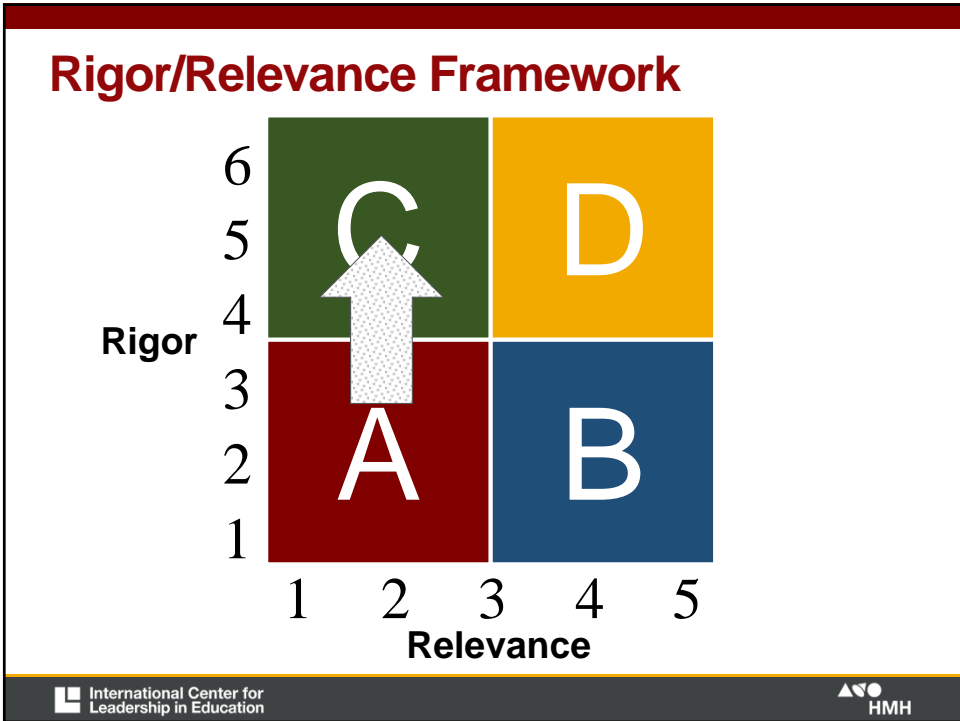 Rigor/Relevance Framework
6
5
4
3
2
1
Rigor
C
D
A
B
1 2 3 4 5
Relevance
International Center for
Leadership in Education
HMH